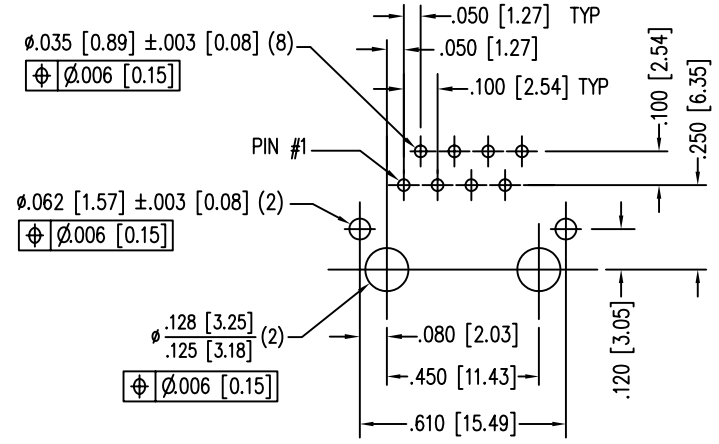 .050 [1.27] TYP
ø.035 [0.89] ±.003 [0.08] (8)
.050 [1.27]
⌖ Ø.006 [0.15]
.100 [2.54] TYP
.100 [2.54]
.250 [6.35]
PIN #1
ø.062 [1.57] ±.003 [0.08] (2)
⌖ Ø.006 [0.15]
ø .128 [3.25]
.125 [3.18] (2)
.080 [2.03]
.120 [3.05]
⌖ Ø.006 [0.15]
.450 [11.43]
.610 [15.49]